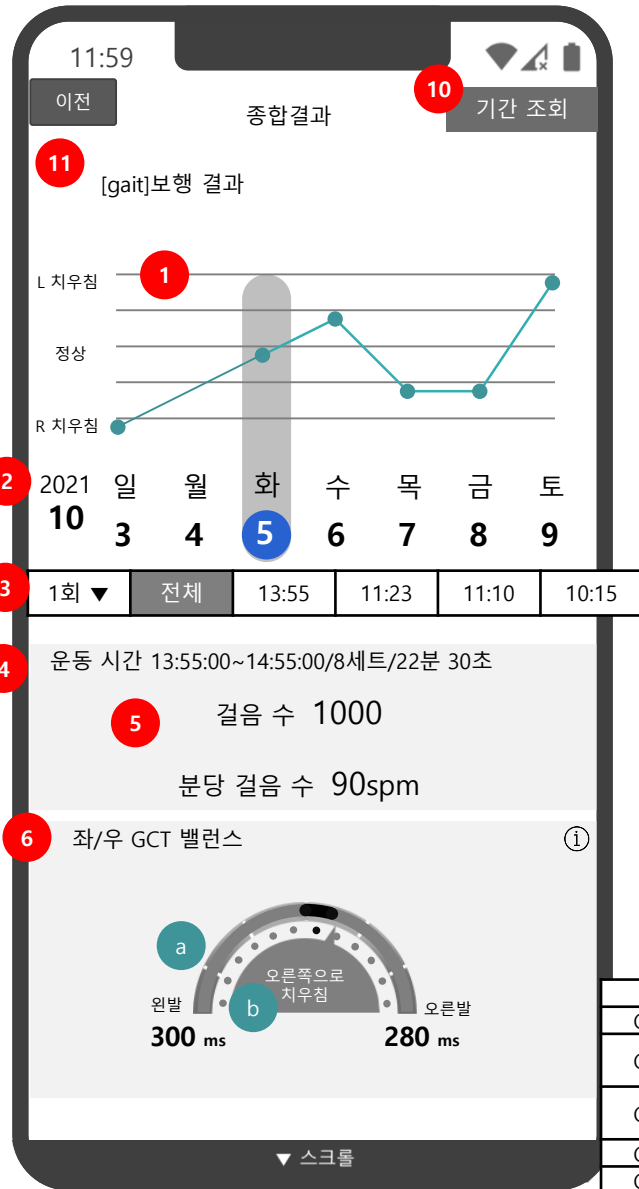 11:59
이전
종합결과
10
기간 조회
11
[gait]보행 결과
1
L 치우침
정상
R 치우침
2
2021
10
일 월 화 수 목 금 토
3 4 5 6 7 8 9
3
1회 ▼ 전체 13:55 11:23 11:10 10:15
4
운동 시간 13:55:00~14:55:00/8세트/22분 30초
5
걸음 수 1000
분당 걸음 수 90spm
6
좌/우 GCT 밸런스
i
a
오른쪽으로
치우침
b
왼발
300 ms
오른발
280 ms
▼ 스크롤